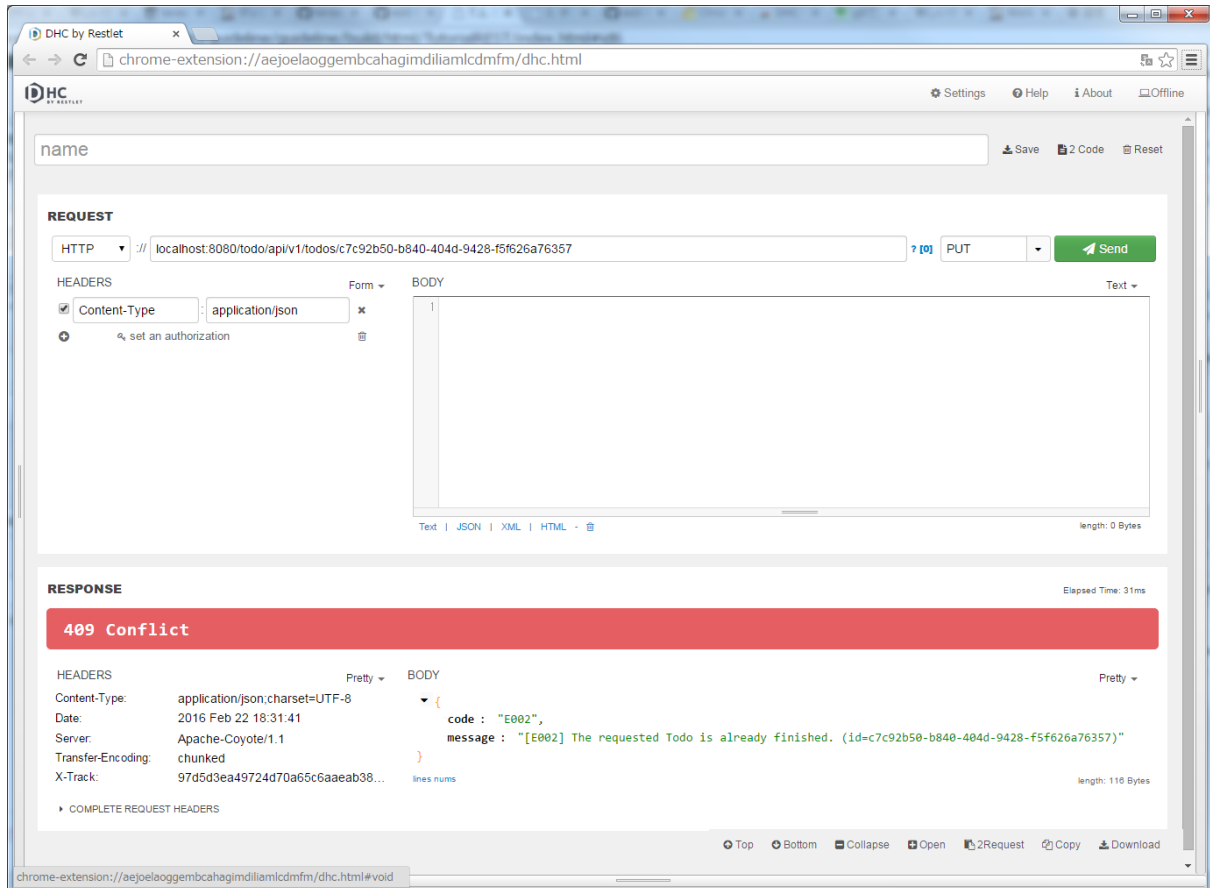 DHC by Restlet
chrome-extension://aejoelaoggembcahagimdiliamlcdmfm/dhc.html
DHC
BY RESTLET
Settings Help About Offline
name
Save 2 Code Reset
REQUEST
HTTP :// localhost:8080/todo/api/v1/todos/c7c92b50-b840-404d-9428-f5f626a76357 ? [0] PUT Send
HEADERS Form BODY Text
Content-Type : application/json
1
set an authorization
Text | JSON | XML | HTML - length: 0 Bytes
RESPONSE Elapsed Time: 31ms
409 Conflict
HEADERS Pretty BODY Pretty
Content-Type: application/json;charset=UTF-8
{
Date: 2016 Feb 22 18:31:41
code : "E002",
Server: Apache-Coyote/1.1
message : "[E002] The requested Todo is already finished. (id=c7c92b50-b840-404d-9428-f5f626a76357)"
Transfer-Encoding: chunked
}
X-Track: 97d5d3ea49724d70a65c6aaeab38...
lines nums length: 116 Bytes
COMPLETE REQUEST HEADERS
Top Bottom Collapse Open 2Request Copy Download
chrome-extension://aejoelaoggembcahagimdiliamlcdmfm/dhc.html#void